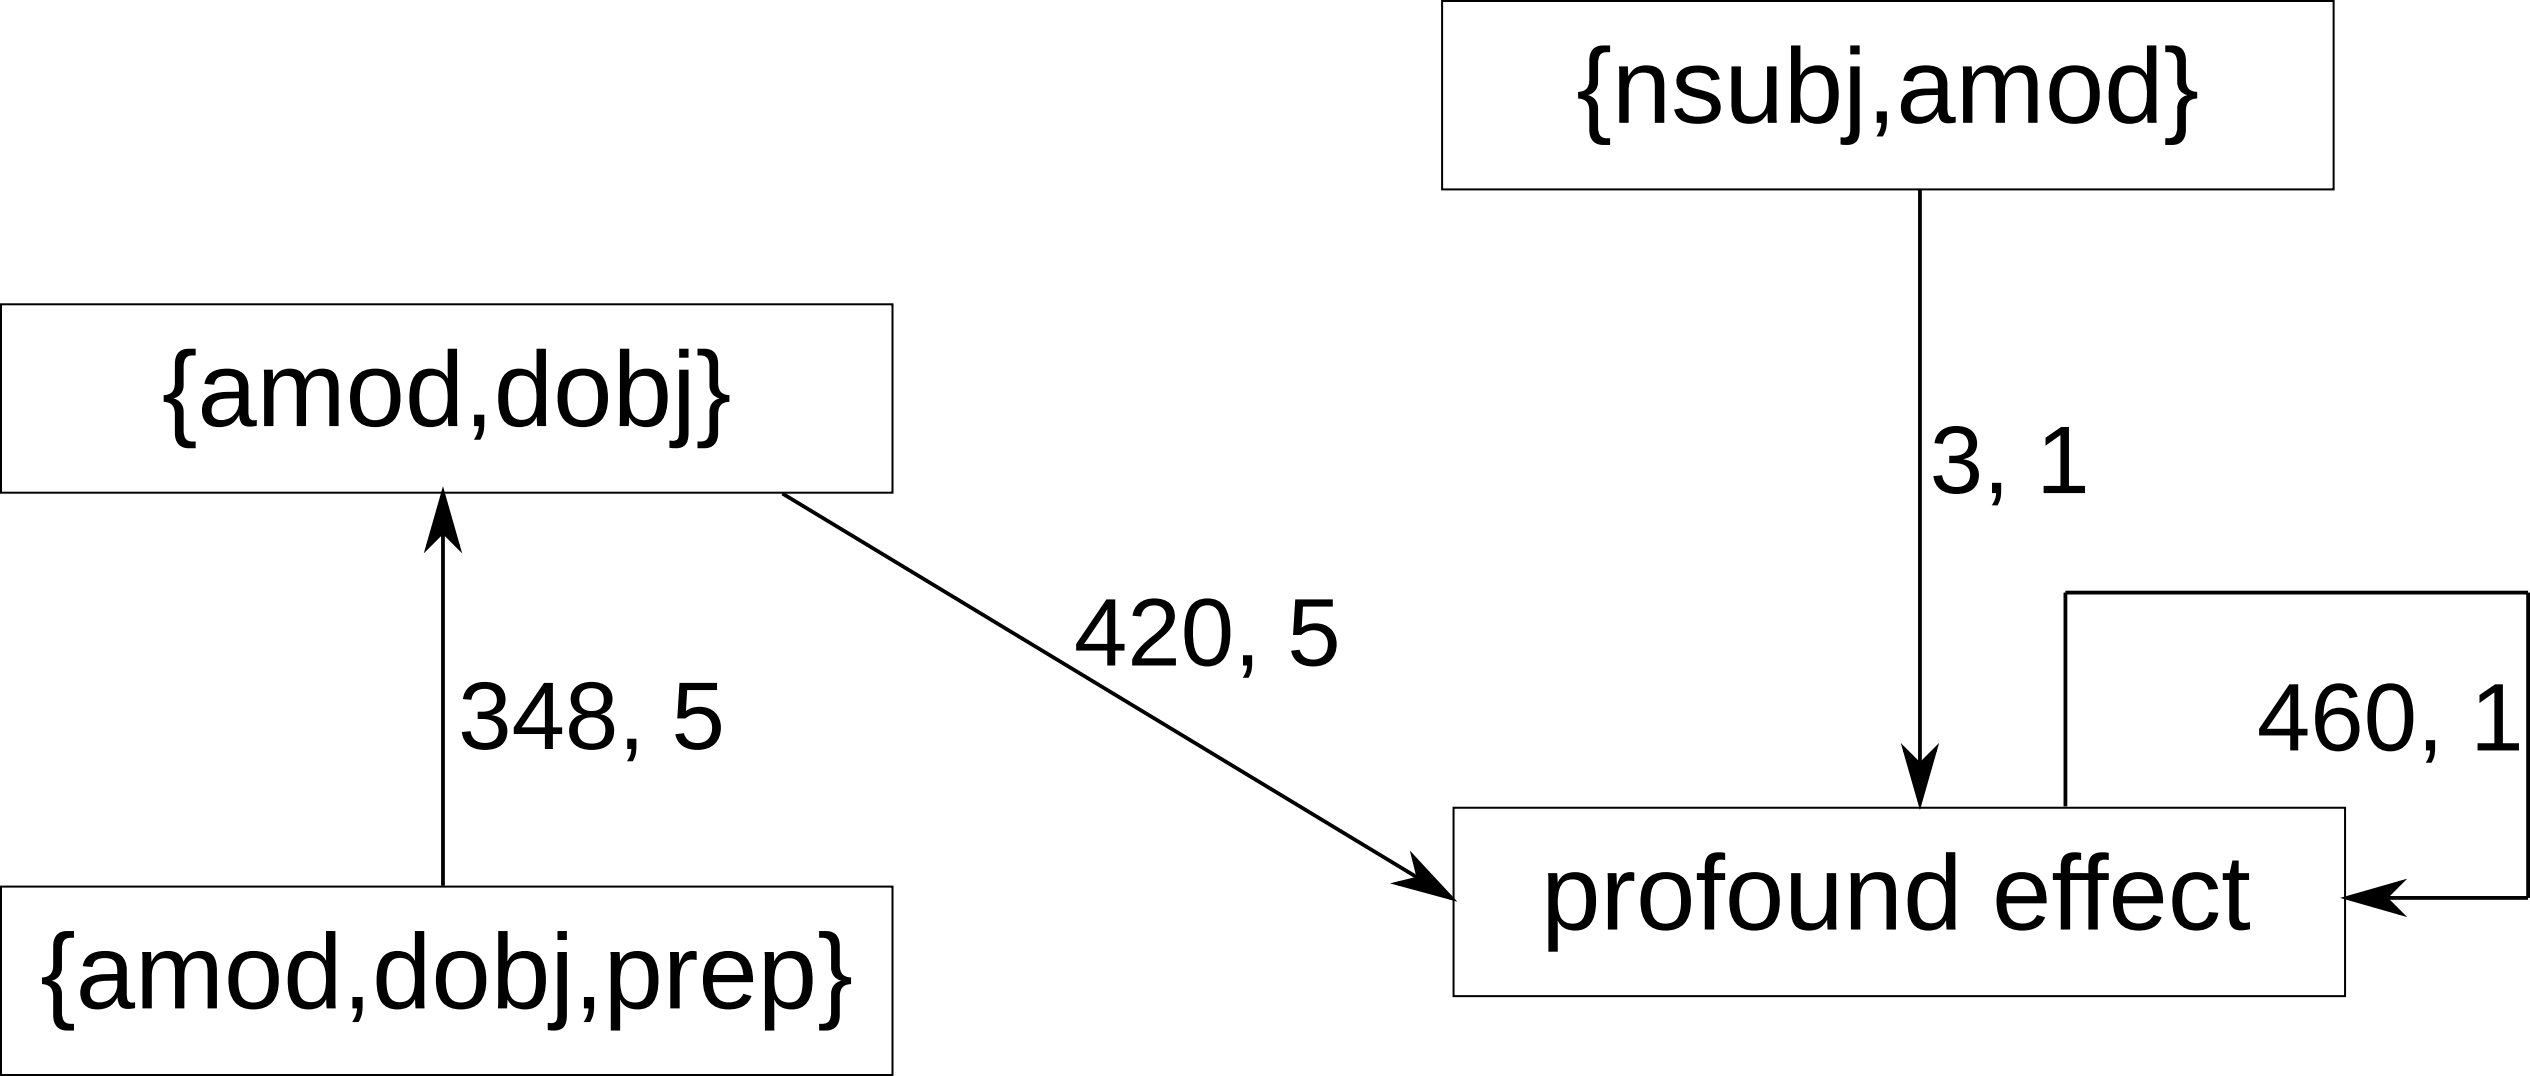 {nsubj,amod}
{amod,dobj}
3, 1
420, 5
348, 5
460, 1
profound effect
{amod,dobj,prep}